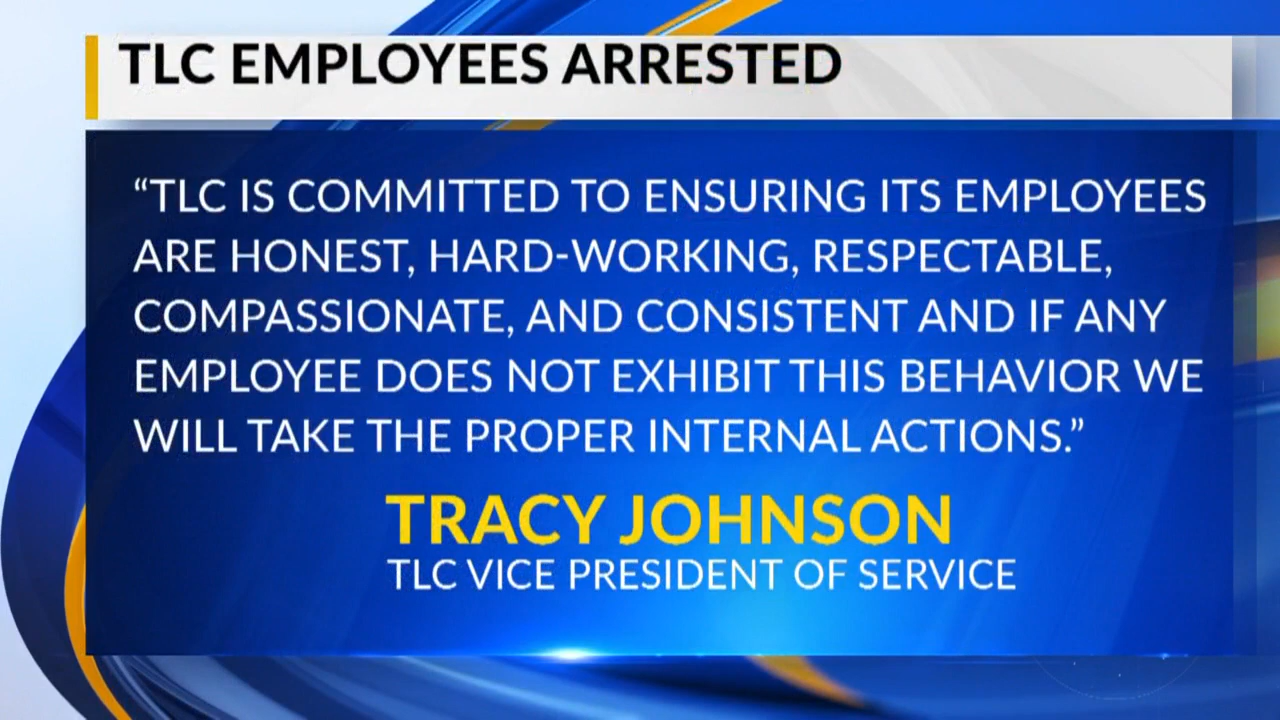 TLC EMPLOYEES ARRESTED
“TLC IS COMMITTED TO ENSURING ITS EMPLOYEES
ARE HONEST, HARD-WORKING, RESPECTABLE,
COMPASSIONATE, AND CONSISTENT AND IF ANY
EMPLOYEE DOES NOT EXHIBIT THIS BEHAVIOR WE
WILL TAKE THE PROPER INTERNAL ACTIONS.”
TRACY JOHNSON
TLC VICE PRESIDENT OF SERVICE